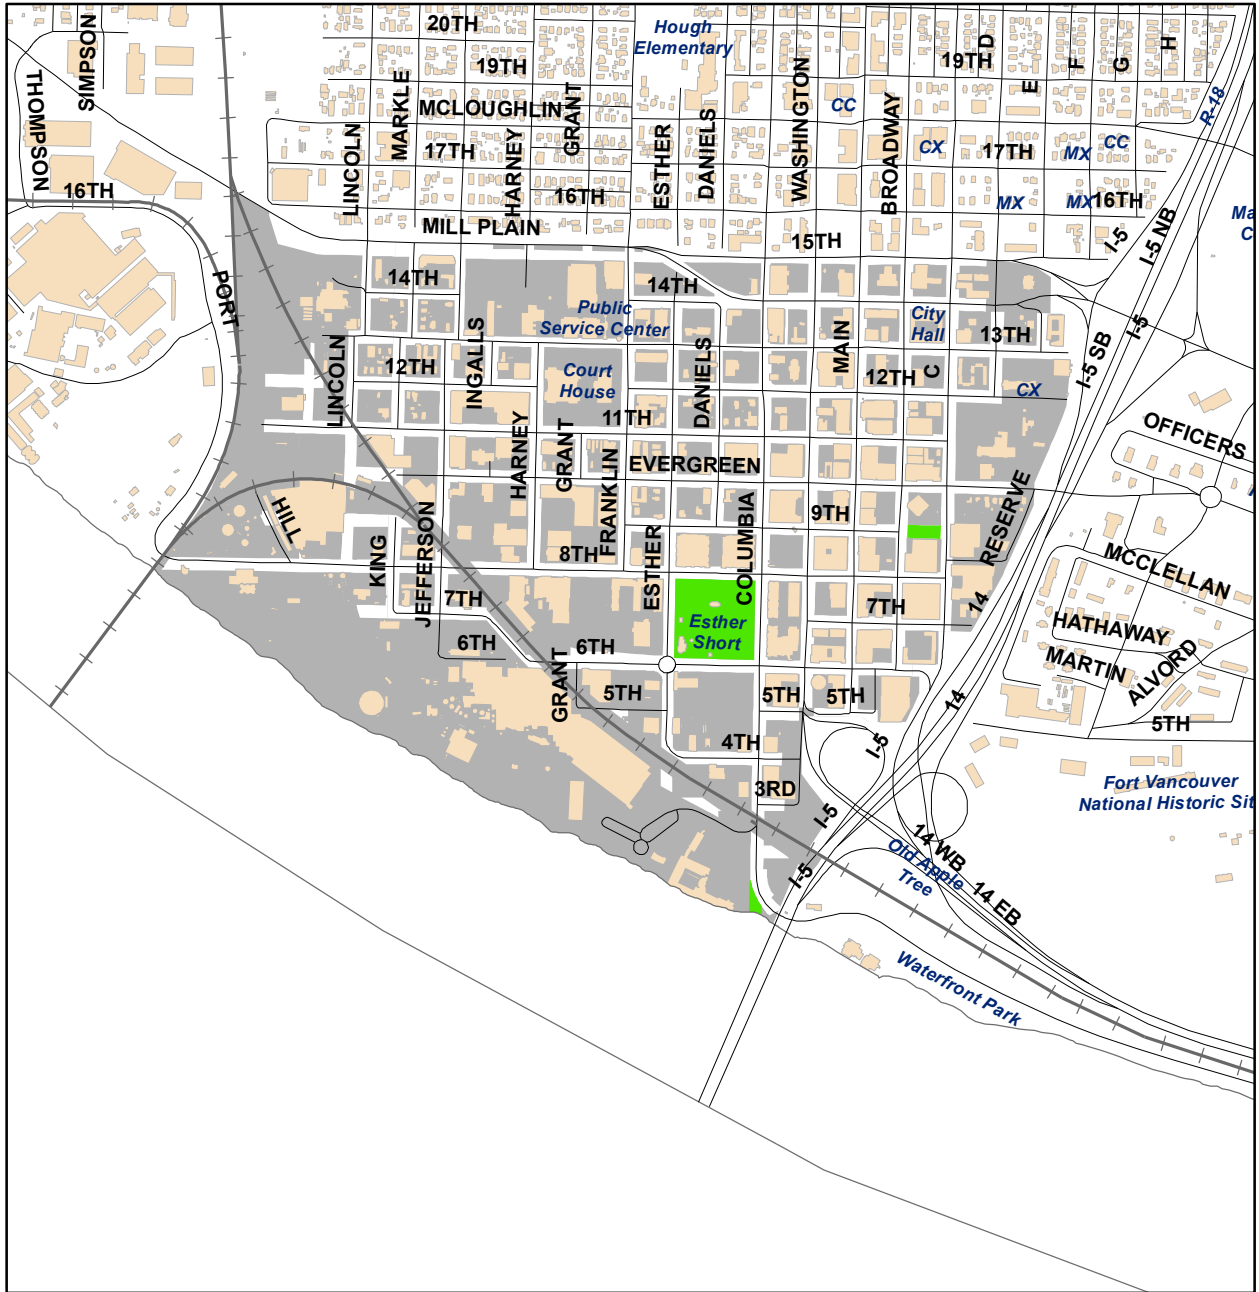 20TH
Hough
Elementary
SIMPSON
THOMPSON
19TH
19TH
D
E
F
G
H
R-18
MARKLE
MCLOUGHLIN
GRANT
WASHINGTON
CC
BROADWAY
LINCOLN
17TH
HARNEY
ESTHER
DANIELS
CX
17TH
MX
CC
16TH
16TH
MX
MX
16TH
MILL PLAIN
15TH
I-5
I-5 NB
Ma
C
PORT
14TH
14TH
Public
Service Center
City
Hall
13TH
I-5
I-5 SB
LINCOLN
12TH
INGALLS
Court
House
DANIELS
MAIN
12TH
C
CX
11TH
OFFICERS
HARNEY
GRANT
FRANKLIN
EVERGREEN
HILL
9TH
RESERVE
KING
JEFFERSON
8TH
ESTHER
COLUMBIA
MCCLELLAN
7TH
7TH
14
Esther
Short
HATHAWAY
6TH
6TH
MARTIN
ALVORD
GRANT
5TH
5TH
5TH
14
5TH
4TH
I-5
3RD
Fort Vancouver
National Historic Sit
I-5
14 WB
Old Apple
Tree
I-5
14 EB
Waterfront Park